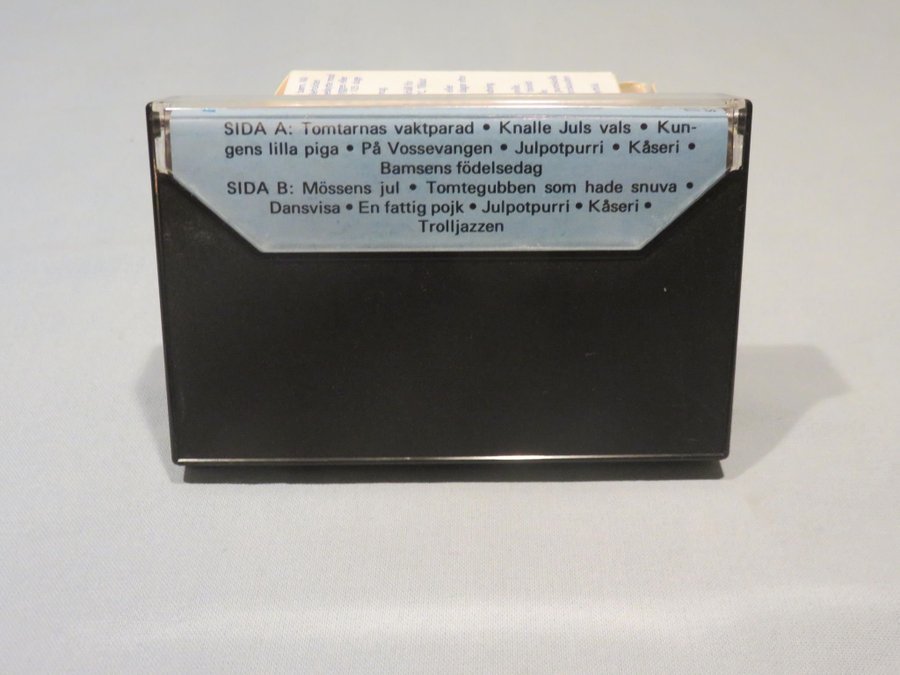 SIDA A: Tomtarnas vaktparad • Knalle Juls vals • Kun-
gens lilla piga • På Vossevangen • Julpotpurri • Kåseri •
Bamsens födelsedag
SIDA B: Mössens jul • Tomtegubben som hade snuva •
Dansvisa • En fattig pojk • Julpotpurri • Kåseri •
Trolljazzen